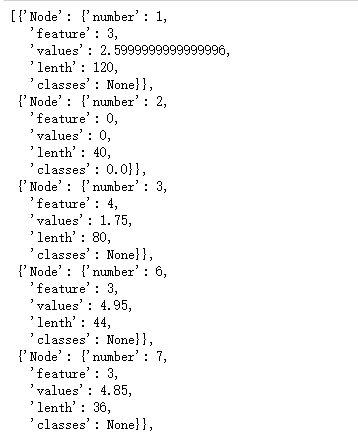 [{'Node': {'number': 1,
'feature': 3,
'values': 2.5999999999999996,
'lenth': 120,
'classes': None}},
{'Node': {'number': 2,
'feature': 0,
'values': 0,
'lenth': 40,
'classes': 0.0}},
{'Node': {'number': 3,
'feature': 4,
'values': 1.75,
'lenth': 80,
'classes': None}},
{'Node': {'number': 6,
'feature': 3,
'values': 4.95,
'lenth': 44,
'classes': None}},
{'Node': {'number': 7,
'feature': 3,
'values': 4.85,
'lenth': 36,
'classes': None}},